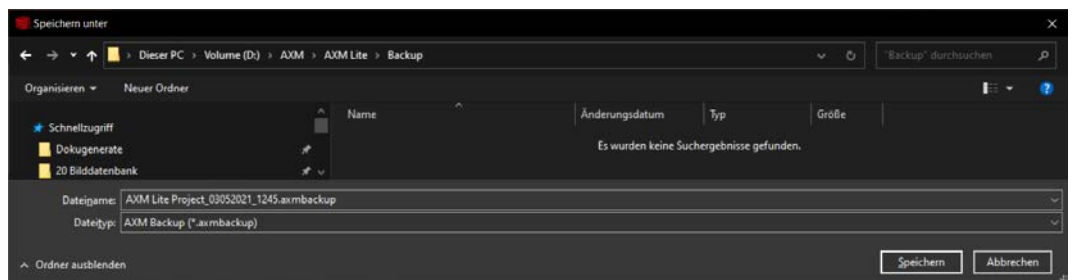 Speichern unter
Dieser PC > Volume (D:) > AXM > AXM Lite > Backup
"Backup" durchsuchen
Organisieren
Neuer Ordner
Name
Änderungsdatum
Typ
Größe
Schnellzugriff
Es wurden keine Suchergebnisse gefunden.
Dokugenerate
20 Bilddatenbank
Dateiname: AXM Lite Project_03052021_1245.axmbackup
Dateityp: AXM Backup (*.axmbackup)
Ordner ausblenden
Speichern
Abbrechen